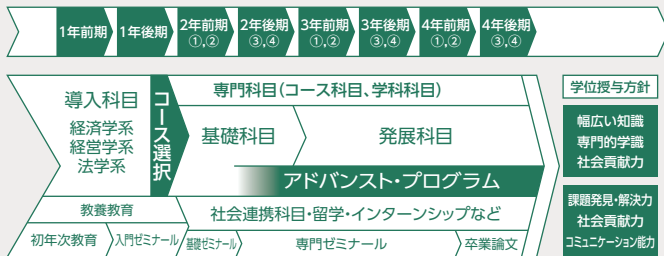 1年前期
1年後期
2年前期
①,②
2年後期
③,④
3年前期
①,②
3年後期
③,④
4年前期
①,②
4年後期
③,④
導入科目
経済学系
経営学系
法学系
コース選択
専門科目(コース科目、学科科目)
基礎科目
発展科目
アドバンスト・プログラム
教養教育
社会連携科目・留学・インターンシップなど
初年次教育
入門ゼミナール
基礎ゼミナール
専門ゼミナール
卒業論文
学位授与方針
幅広い知識
専門的学識
社会貢献力
課題発見・解決力
社会貢献力
コミュニケーション能力